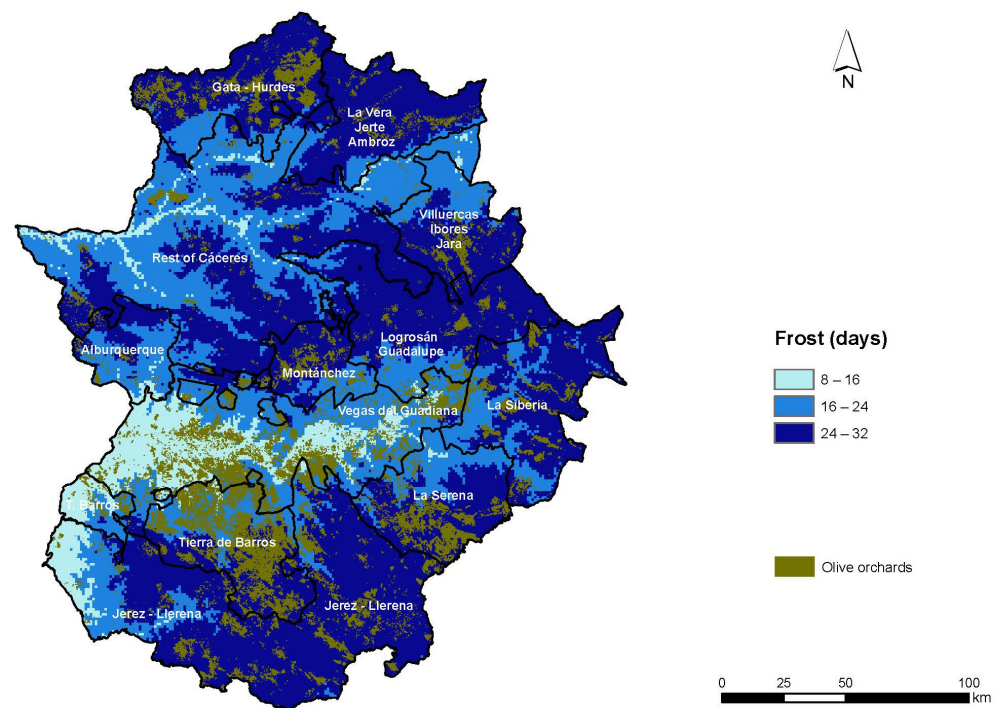 N
Gata - Hurdes
La Vera
Jerte
Ambroz
Villuercas
Ibores
Jara
Rest of Cáceres
Alburquerque
Logrosán
Guadalupe
Montánchez
Vegas del Guadiana
La Siberia
La Serena
T. Barros
Tierra de Barros
Jerez - Llerena
Jerez - Llerena
Frost (days)
8 – 16
16 – 24
24 – 32
Olive orchards
0 25 50 100
km